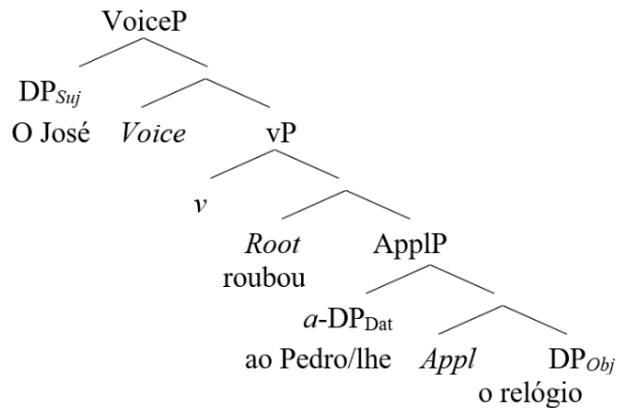 VoiceP
DPSuj
O José Voice vP
v
Root ApplP
roubou
a-DPDat
ao Pedro/lhe Appl DPObj
o relógio